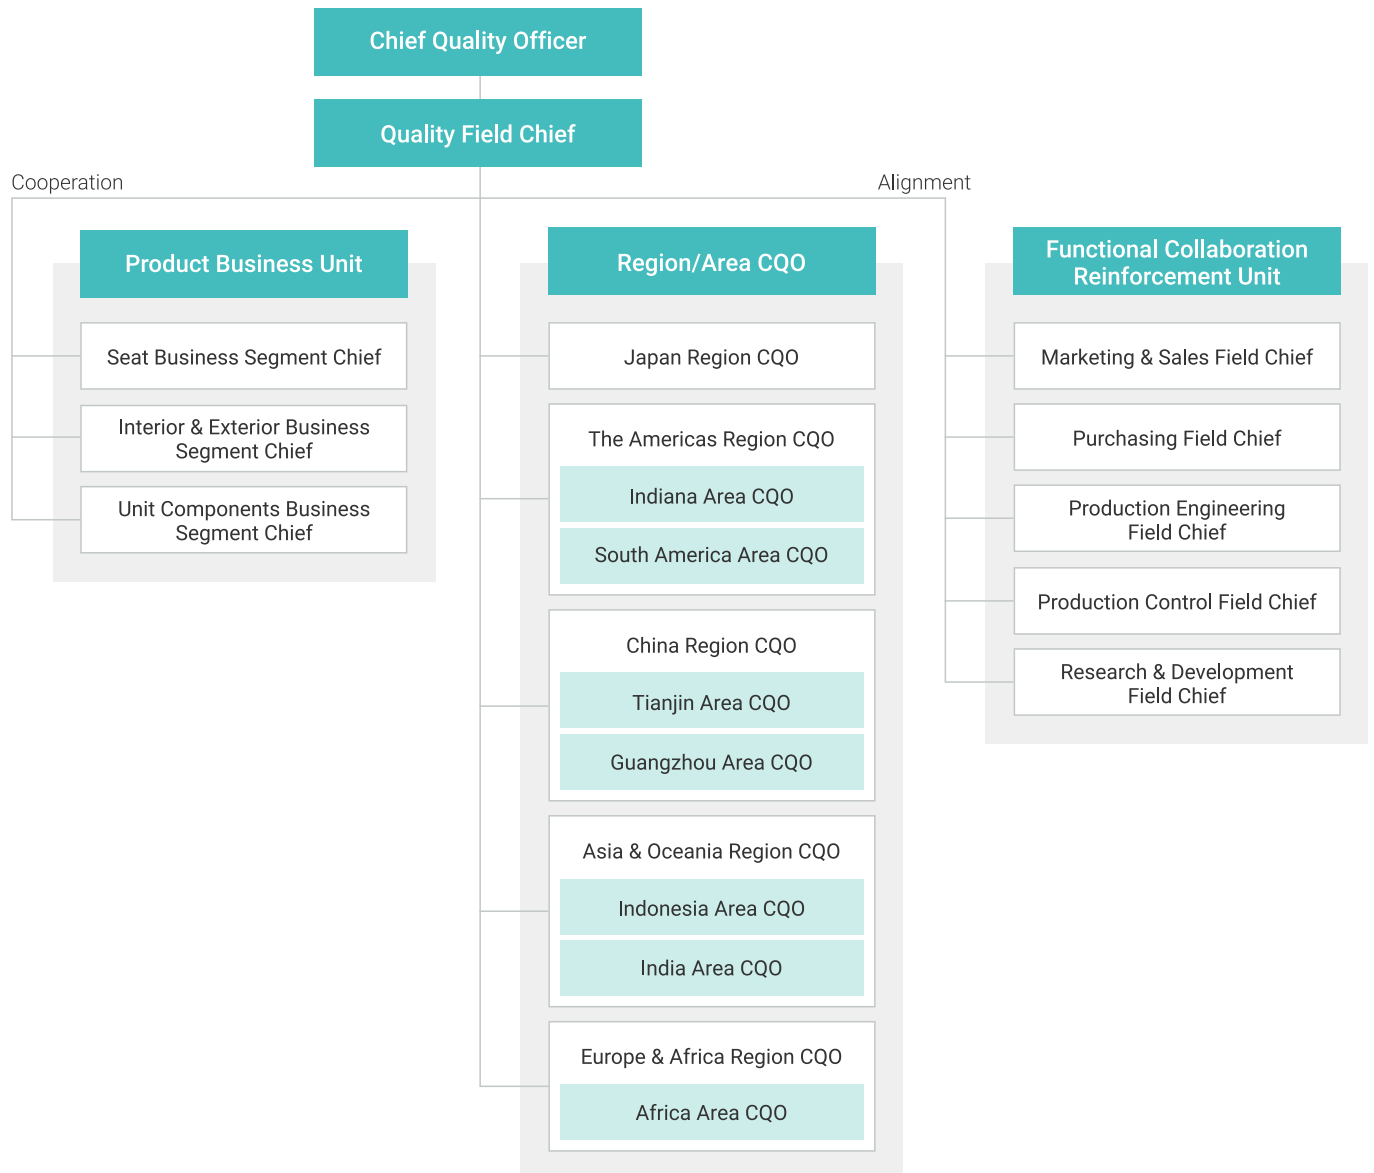 Chief Quality Officer
Quality Field Chief
Cooperation
Alignment
Product Business Unit
Seat Business Segment Chief
Interior & Exterior Business
Segment Chief
Unit Components Business
Segment Chief
Region/Area CQO
Japan Region CQO
The Americas Region CQO
Indiana Area CQO
South America Area CQO
China Region CQO
Tianjin Area CQO
Guangzhou Area CQO
Asia & Oceania Region CQO
Indonesia Area CQO
India Area CQO
Europe & Africa Region CQO
Africa Area CQO
Functional Collaboration
Reinforcement Unit
Marketing & Sales Field Chief
Purchasing Field Chief
Production Engineering
Field Chief
Production Control Field Chief
Research & Development
Field Chief